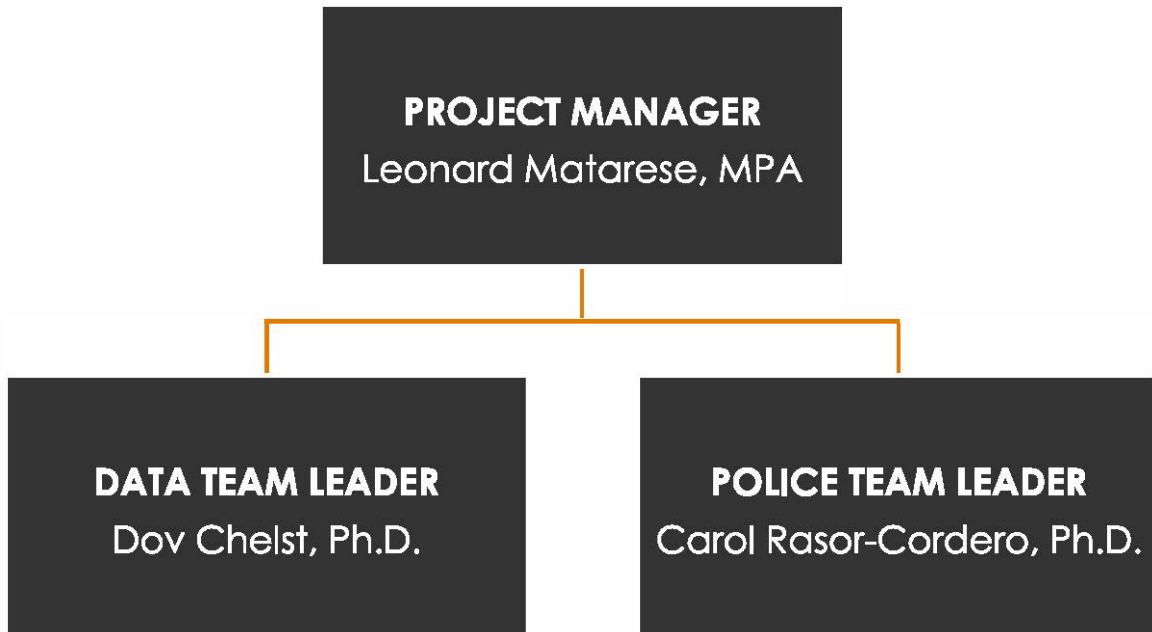 PROJECT MANAGER
Leonard Matarese, MPA
DATA TEAM LEADER
Dov Chelst, Ph.D.
POLICE TEAM LEADER
Carol Rasor-Cordero, Ph.D.